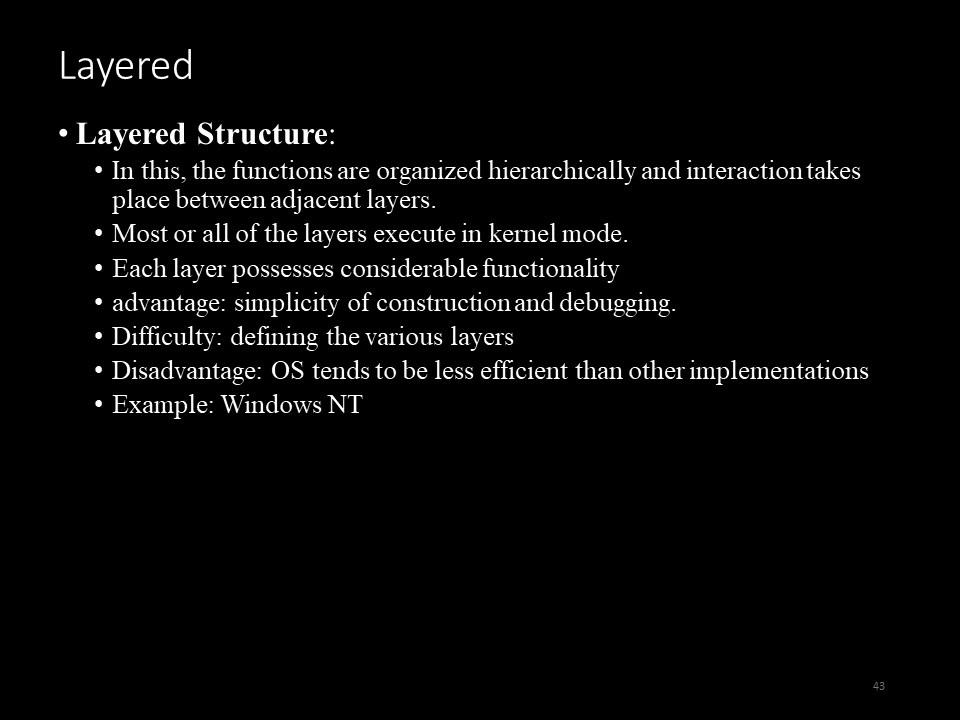 Layered
• Layered Structure:
• In this, the functions are organized hierarchically and interaction takes
place between adjacent layers.
• Most or all of the layers execute in kernel mode.
• Each layer possesses considerable functionality
• advantage: simplicity of construction and debugging.
• Difficulty: defining the various layers
• Disadvantage: OS tends to be less efficient than other implementations
• Example: Windows NT
43